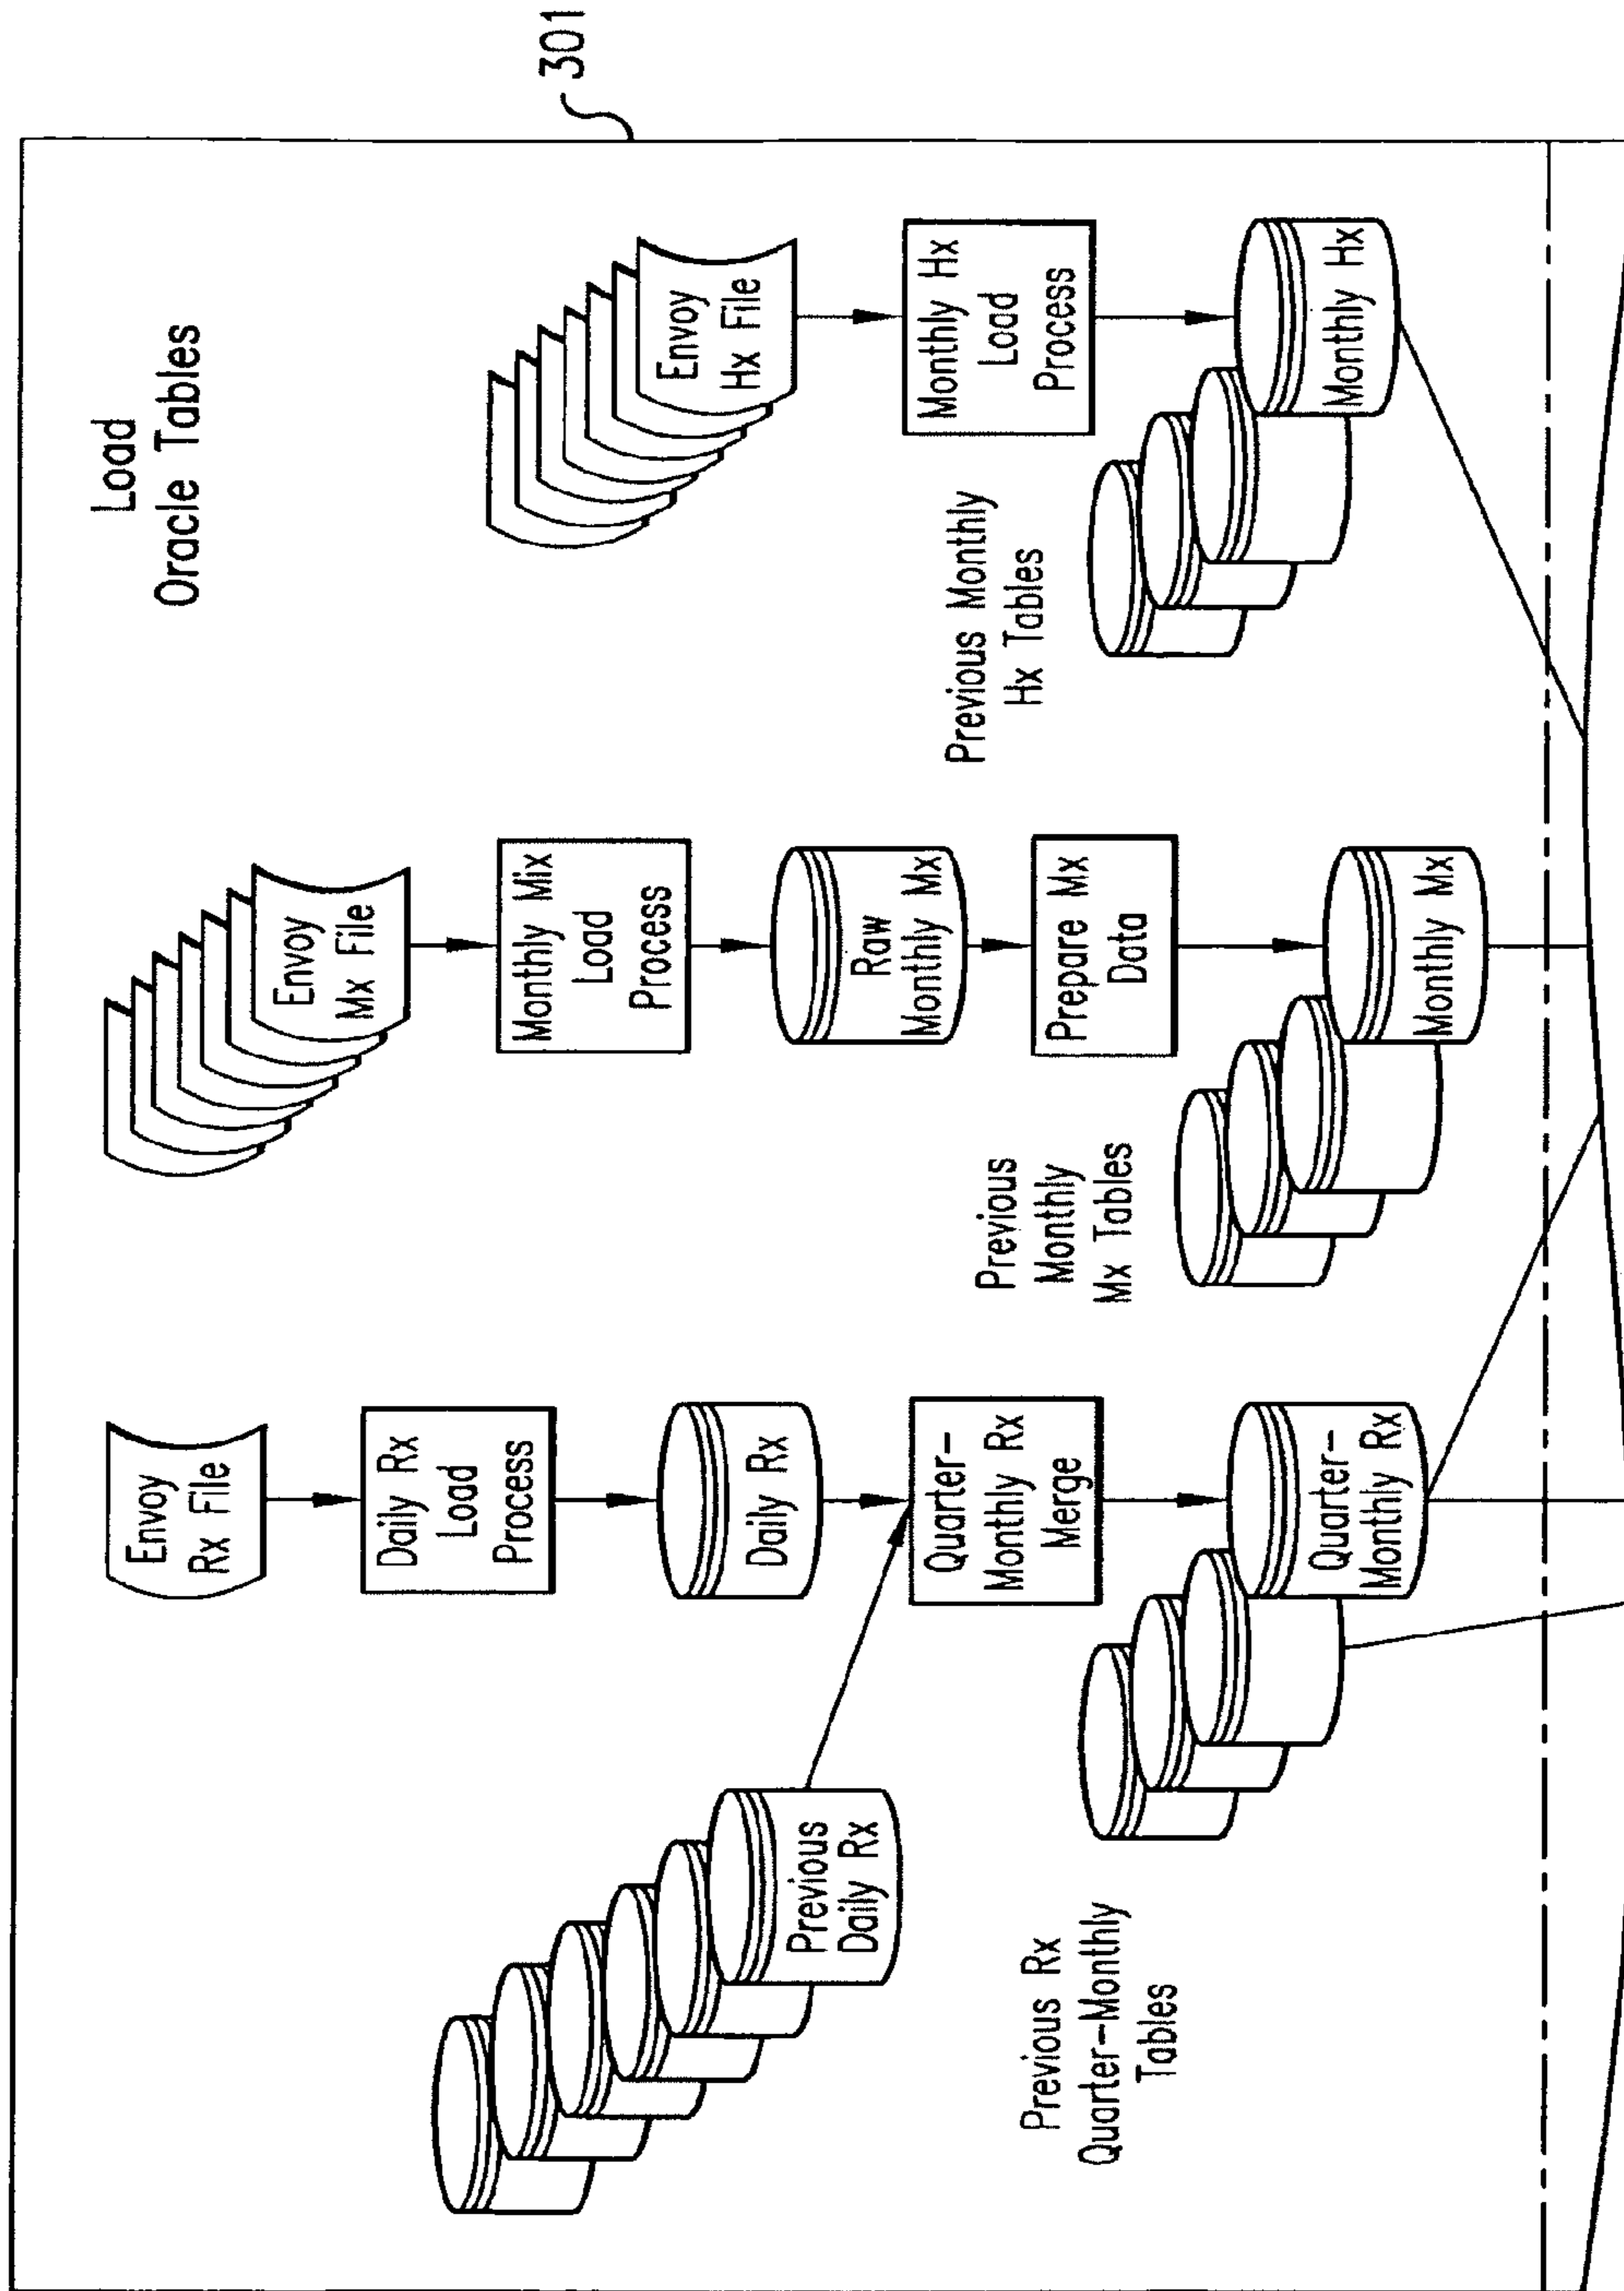 Load
Oracle Tables
301
Envoy
Rx File
Daily Rx
Load
Process
Daily Rx
Previous
Daily Rx
Quarter-
Monthly Rx
Merge
Previous Rx
Quarter-Monthly
Tables
Quarter-
Monthly Rx
Envoy
Mx File
Monthly Mix
Load
Process
Raw
Monthly Mx
Prepare Mx
Data
Previous
Monthly
Mx Tables
Monthly Mx
Envoy
Hx File
Monthly Hx
Load
Process
Previous Monthly
Hx Tables
Monthly Hx